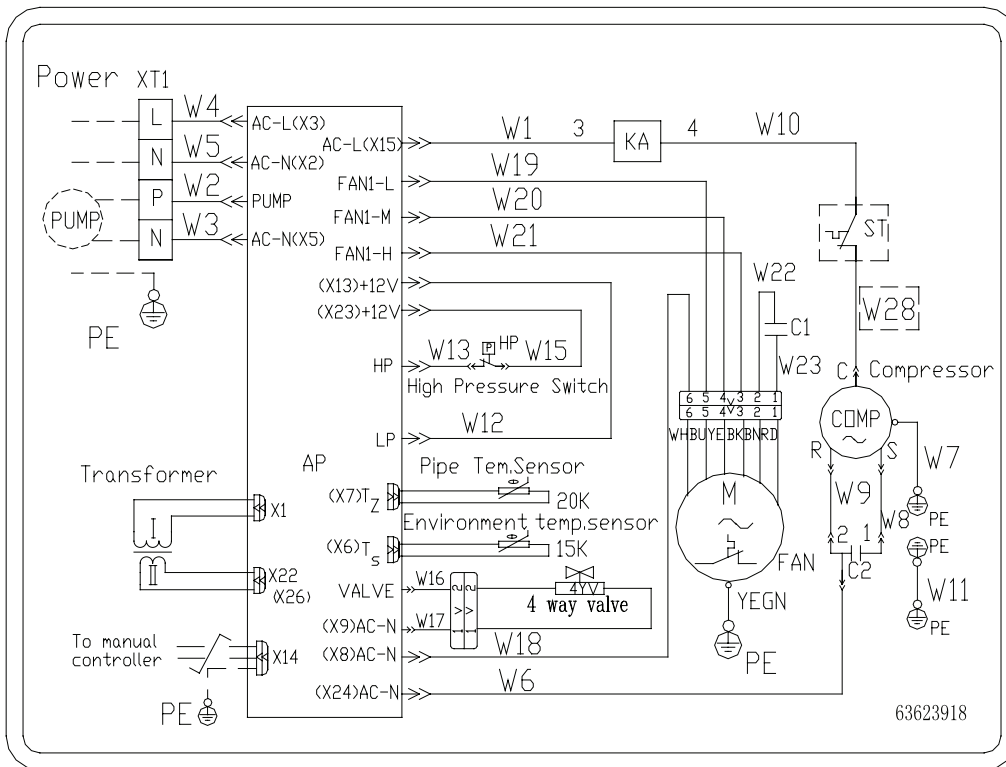 Power XT1
L W4 AC-L(X3)
N W5 AC-N(X2)
P W2 PUMP
N W3 AC-N(X5)
PUMP
PE
AC-L(X15) W1 3 KA 4 W10
FAN1-L W19
FAN1-M W20
FAN1-H W21
(X13)+12V
(X23)+12V
HP W13 P HP W15
High Pressure Switch
LP W12
ST
W28
W22
C1
W23
6 5 4 3 2 1
6 5 4 3 2 1
WH BU YE BK BN RD
M
FAN
YEGN
PE
C Compressor
COMP
R S
W7
PE
W9 W8
2 1
C2
PE
W11
PE
AP
Transformer
I
II
X1
X22
(X26)
To manual
controller
X14
PE
Pipe Tem.Sensor
(X7)TZ 20K
Environment temp.sensor
(X6)Ts 15K
VALVE W16 2 2 4YV
4 way valve
(X9)AC-N W17 1 1
(X8)AC-N W18
(X24)AC-N W6
63623918